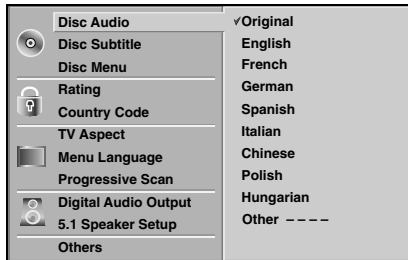 Disc Audio
Disc Subtitle
Disc Menu
Rating
Country Code
TV Aspect
Menu Language
Progressive Scan
Digital Audio Output
5.1 Speaker Setup
Others
✓Original
English
French
German
Spanish
Italian
Chinese
Polish
Hungarian
Other – – – –